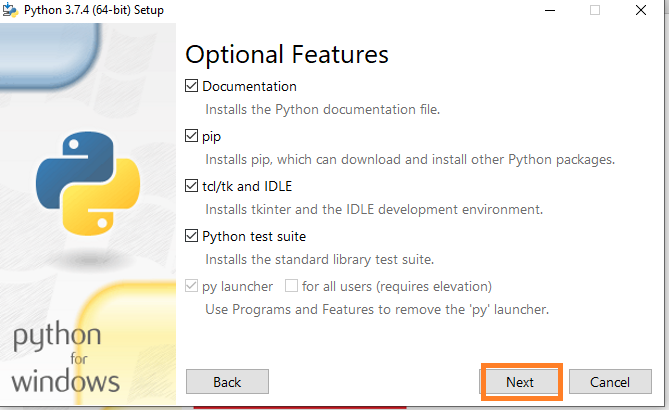 Python 3.7.4 (64-bit) Setup
Optional Features
Documentation
Installs the Python documentation file.
pip
Installs pip, which can download and install other Python packages.
tcl/tk and IDLE
Installs tkinter and the IDLE development environment.
Python test suite
Installs the standard library test suite.
py launcher for all users (requires elevation)
Use Programs and Features to remove the 'py' launcher.
python
for
windows
Back Next Cancel